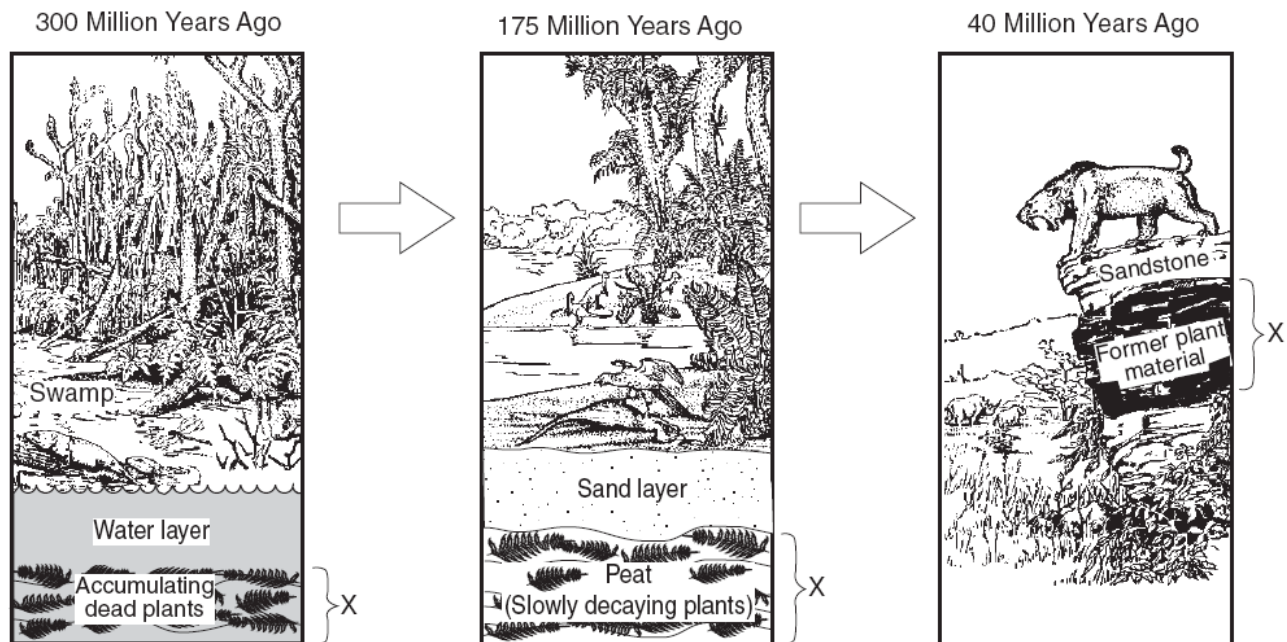 300 Million Years Ago
175 Million Years Ago
40 Million Years Ago
Swamp
Water layer
Accumulating
dead plants
X
Sand layer
Peat
(Slowly decaying plants)
X
Sandstone
Former plant
material
X